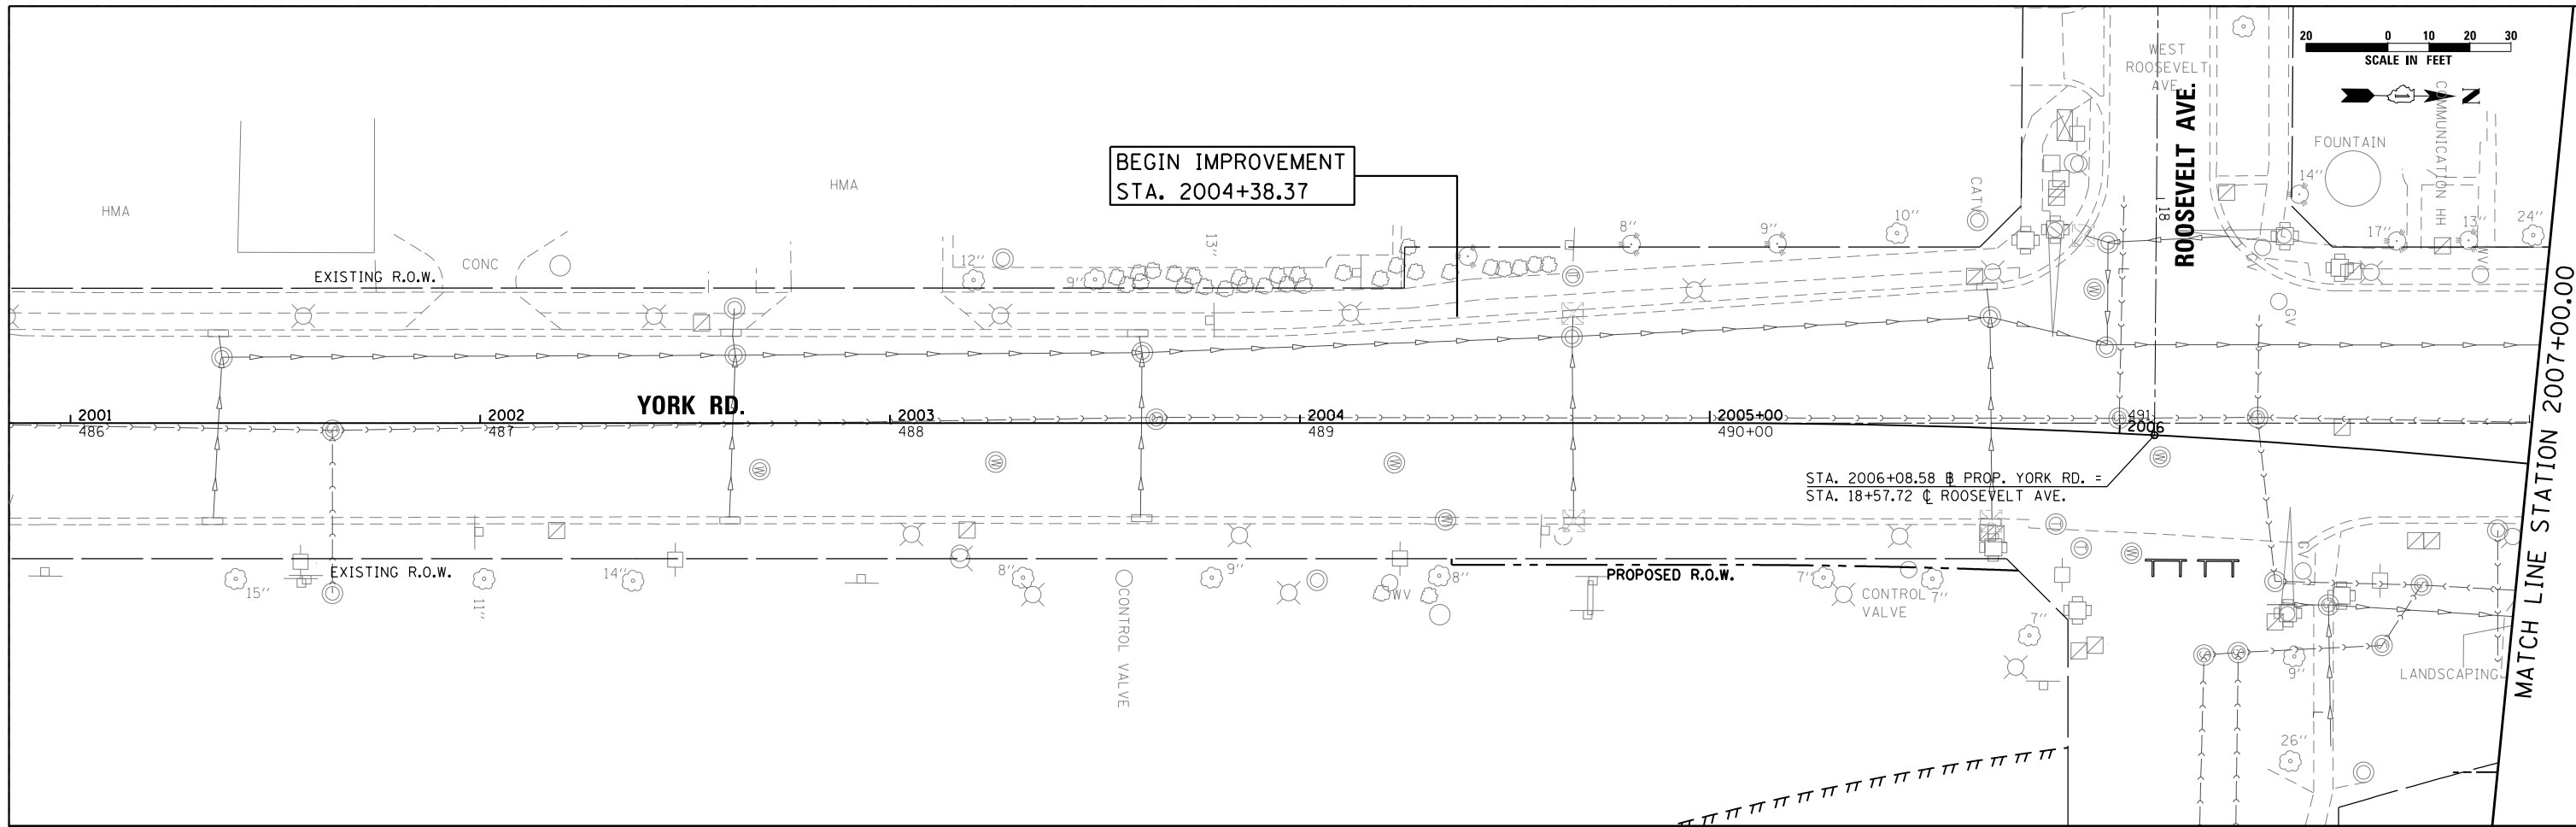 20 0 10 20 30
SCALE IN FEET
N
WEST
ROOSEVELT
AVE.
ROOSEVELT AVE.
18
COMMUNICATION HH
FOUNTAIN
BEGIN IMPROVEMENT
STA. 2004+38.37
HMA
HMA
CONC
EXISTING R.O.W.
12''
9''
13''
8''
9''
10''
CATV
14''
17''
13''
24''
WV
GV
T
W
YORK RD.
2001
486
2002
487
2003
488
2004
489
2005+00
490+00
491
2006
S
S
W
W
W
W
W
STA. 2006+08.58 ⅊ PROP. YORK RD. =
STA. 18+57.72 ℄ ROOSEVELT AVE.
MATCH LINE STATION 2007+00.00
EXISTING R.O.W.
PROPOSED R.O.W.
15''
11''
14''
8''
CONTROL VALVE
9''
WV
8''
7''
CONTROL
VALVE
7''
7''
T
T
W
GV
S
S
S
9''
26''
LANDSCAPING